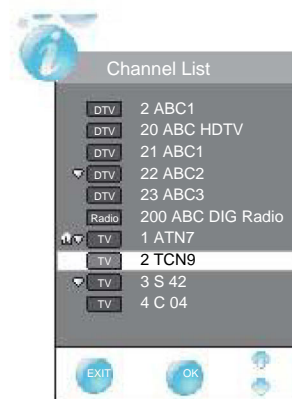 Channel List
DTV 2 ABC1
DTV 20 ABC HDTV
DTV 21 ABC1
DTV 22 ABC2
DTV 23 ABC3
Radio 200 ABC DIG Radio
TV 1 ATN7
TV 2 TCN9
TV 3 S 42
TV 4 C 04
EXIT OK